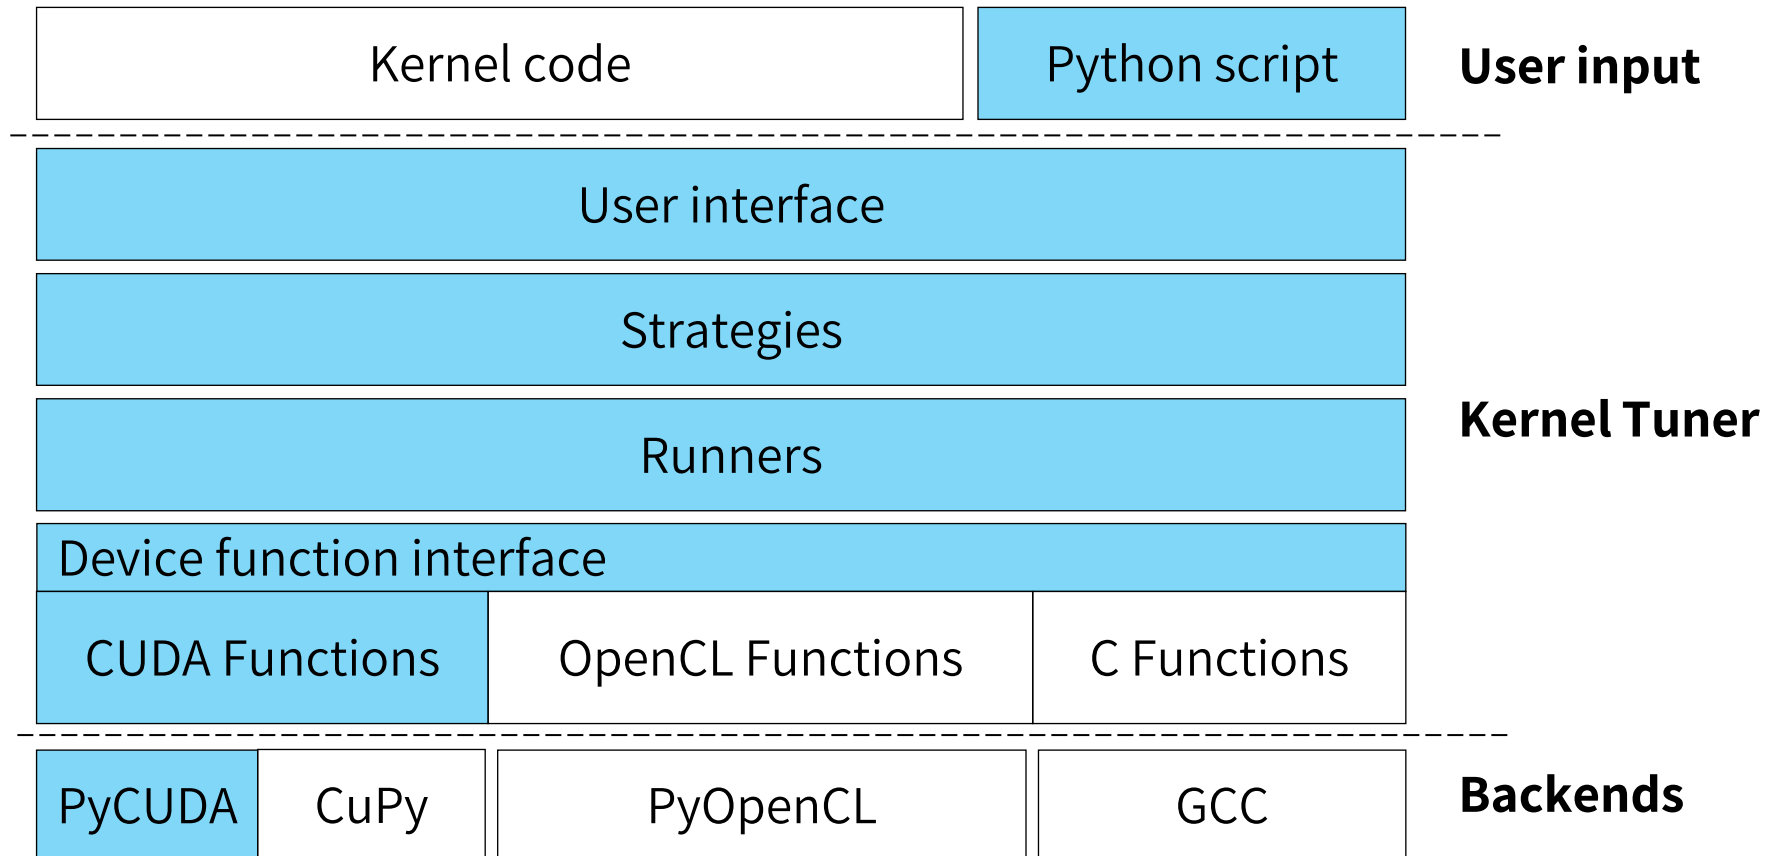 Kernel code
Python script
User input
User interface
Strategies
Kernel Tuner
Runners
Device function interface
CUDA Functions
OpenCL Functions
C Functions
PyCUDA
CuPy
PyOpenCL
GCC
Backends